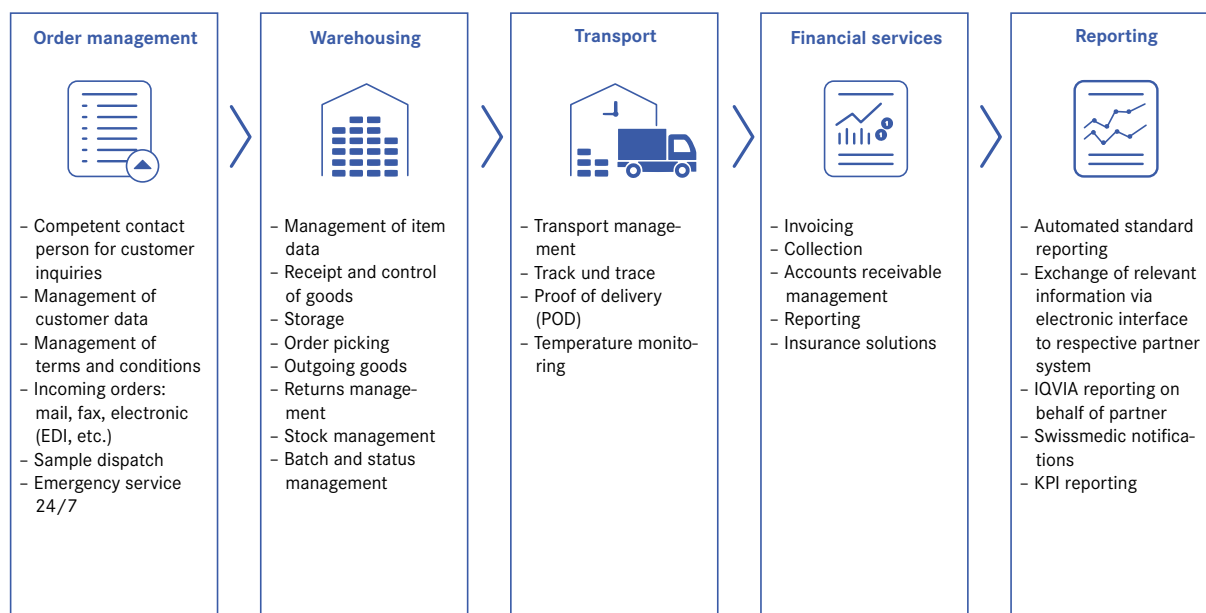 Order management
– Competent contact
person for customer
inquiries
– Management of
customer data
– Management of
terms and conditions
– Incoming orders:
mail, fax, electronic
(EDI, etc.)
– Sample dispatch
– Emergency service
24/7
Warehousing
– Management of item
data
– Receipt and control
of goods
– Storage
– Order picking
– Outgoing goods
– Returns manage-
ment
– Stock management
– Batch and status
management
Transport
– Transport manage-
ment
– Track und trace
– Proof of delivery
(POD)
– Temperature monito-
ring
Financial services
– Invoicing
– Collection
– Accounts receivable
management
– Reporting
– Insurance solutions
Reporting
– Automated standard
reporting
– Exchange of relevant
information via
electronic interface
to respective partner
system
– IQVIA reporting on
behalf of partner
– Swissmedic notifica-
tions
– KPI reporting